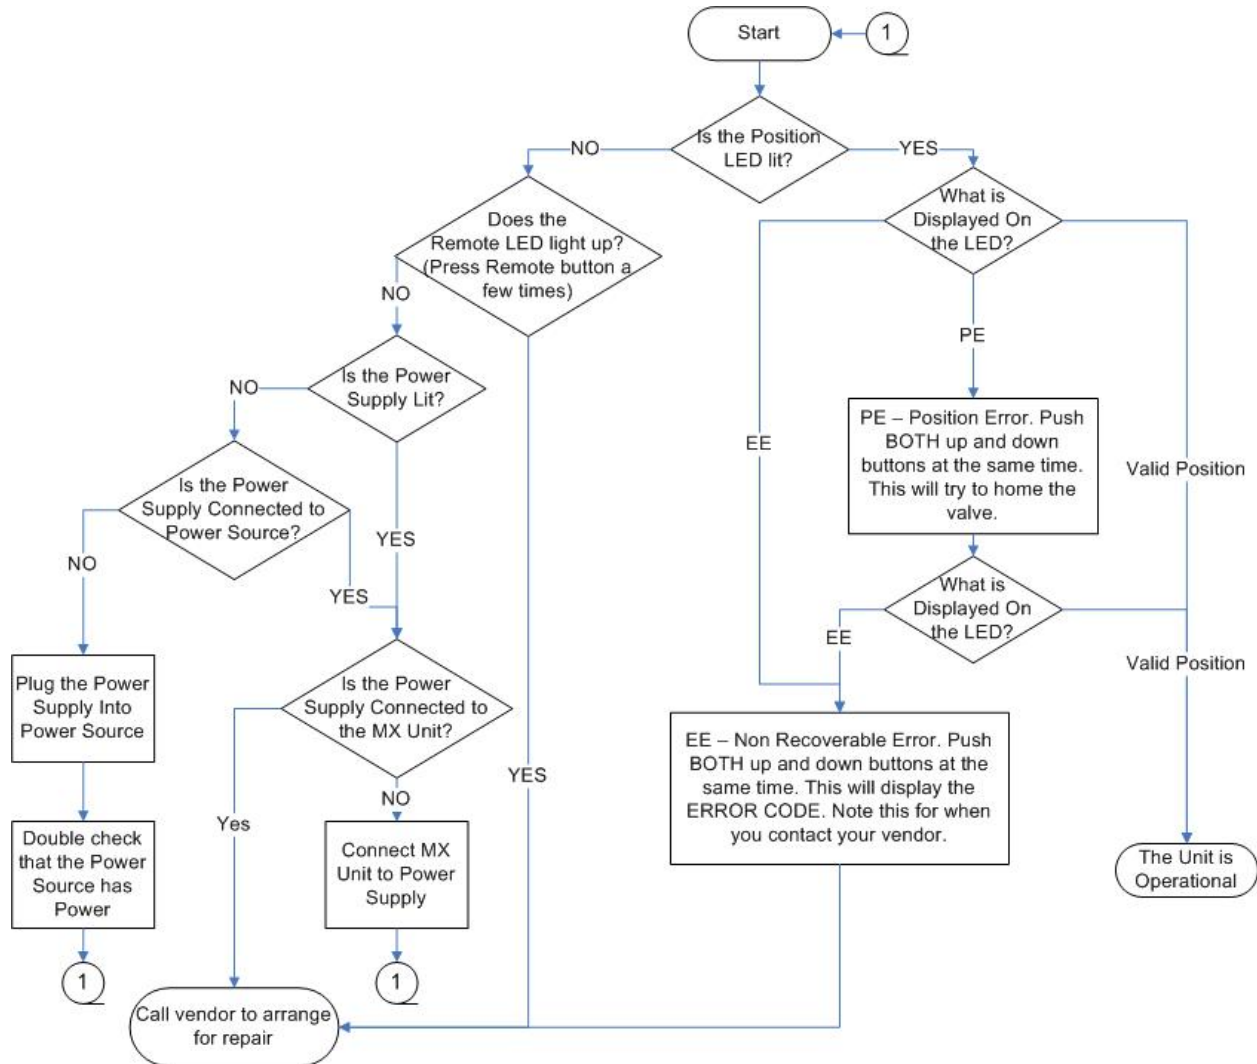 Start
1
Is the Position
LED lit?
NO
YES
Does the
Remote LED light up?
(Press Remote button a
few times)
What is
Displayed On
the LED?
NO
PE
EE
Valid Position
Is the Power
Supply Lit?
NO
YES
PE – Position Error. Push
BOTH up and down
buttons at the same time.
This will try to home the
valve.
Is the Power
Supply Connected to
Power Source?
NO
YES
What is
Displayed On
the LED?
EE
Valid Position
Plug the Power
Supply Into
Power Source
Is the Power
Supply Connected to
the MX Unit?
Yes
NO
YES
EE – Non Recoverable Error. Push
BOTH up and down buttons at the
same time. This will display the
ERROR CODE. Note this for when
you contact your vendor.
Double check
that the Power
Source has
Power
Connect MX
Unit to Power
Supply
The Unit is
Operational
1
1
Call vendor to arrange
for repair